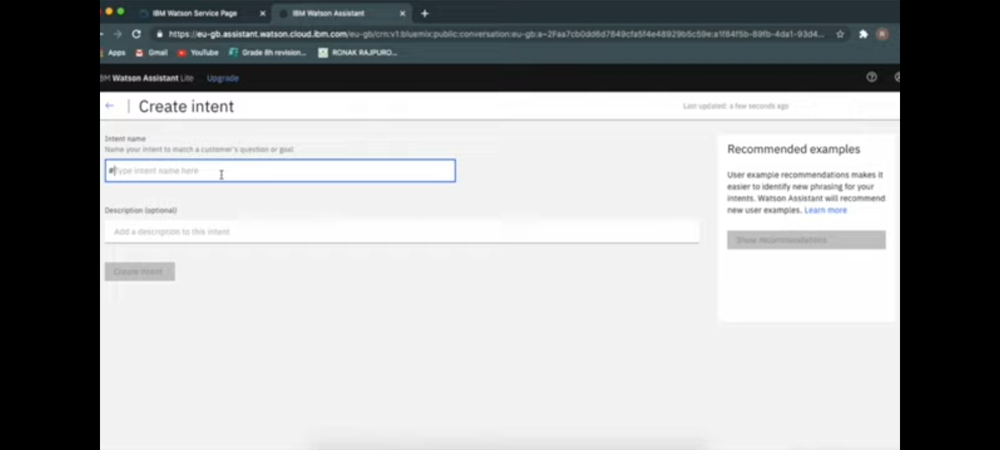 IBM Watson Service Page
IBM Watson Assistant
https://eu-gb.assistant.watson.cloud.ibm.com/eu-gb/crn:v1:bluemix:public:conversation:eu-gb:a~2Faa7cb0dd6d7649cfa5f4e48929b5c59e:a1f84f5b-89fb-4da1-93d4...
Apps Gmail YouTube Grade 8h revision... RONAK RAJPURO...
BM Watson Assistant Lite Upgrade
Create intent
Last updated: a few seconds ago
Intent name
Name your intent to match a customer's question or goal
#Type intent name here
Description (optional)
Add a description to this intent
Create intent
Recommended examples
User example recommendations makes it
easier to identify new phrasing for your
intents. Watson Assistant will recommend
new user examples. Learn more
Show recommendations